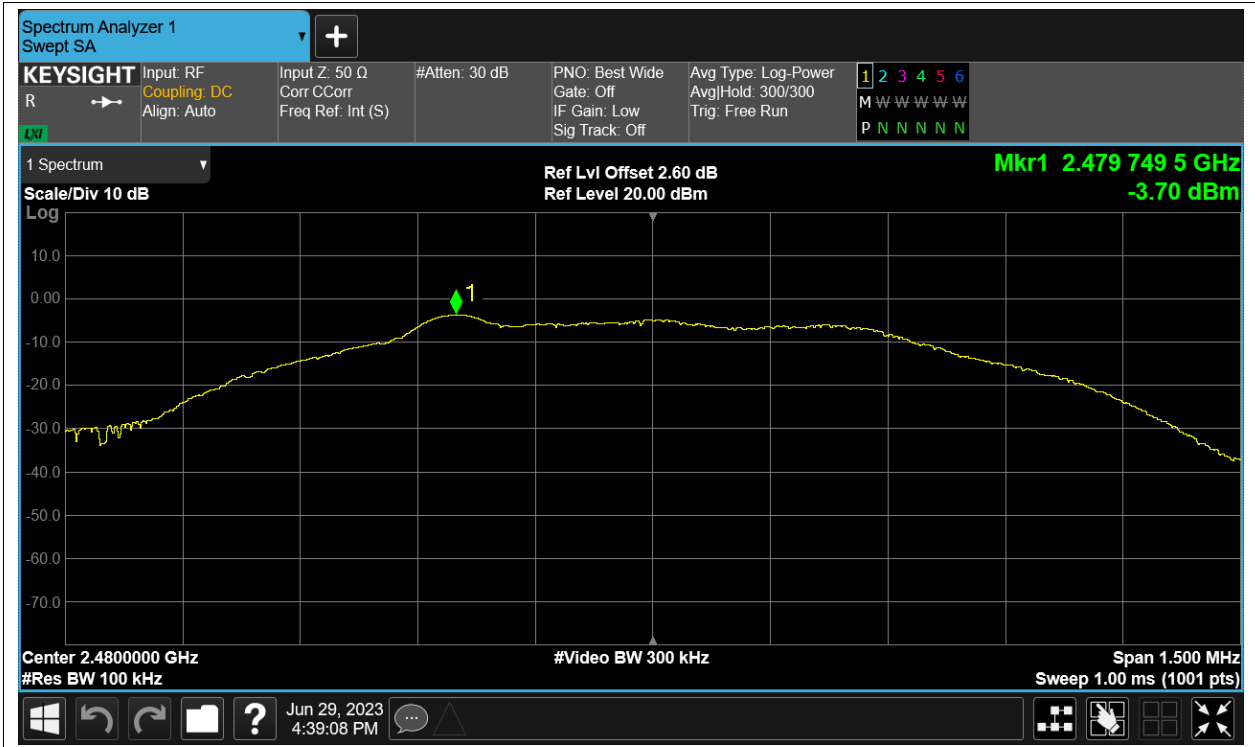 Spectrum Analyzer 1
Swept SA
KEYSIGHT
R
LXI
Input: RF
Coupling: DC
Align: Auto
Input Z: 50 Ω
Corr CCorr
Freq Ref: Int (S)
#Atten: 30 dB
PNO: Best Wide
Gate: Off
IF Gain: Low
Sig Track: Off
Avg Type: Log-Power
Avg|Hold: 300/300
Trig: Free Run
1 2 3 4 5 6
M W W W W W
P N N N N N
1 Spectrum
Scale/Div 10 dB
Ref Lvl Offset 2.60 dB
Ref Level 20.00 dBm
Mkr1 2.479 749 5 GHz
-3.70 dBm
Log
10.0
0.00
-10.0
-20.0
-30.0
-40.0
-50.0
-60.0
-70.0
1
Center 2.4800000 GHz
#Res BW 100 kHz
#Video BW 300 kHz
Span 1.500 MHz
Sweep 1.00 ms (1001 pts)
?
Jun 29, 2023
4:39:08 PM